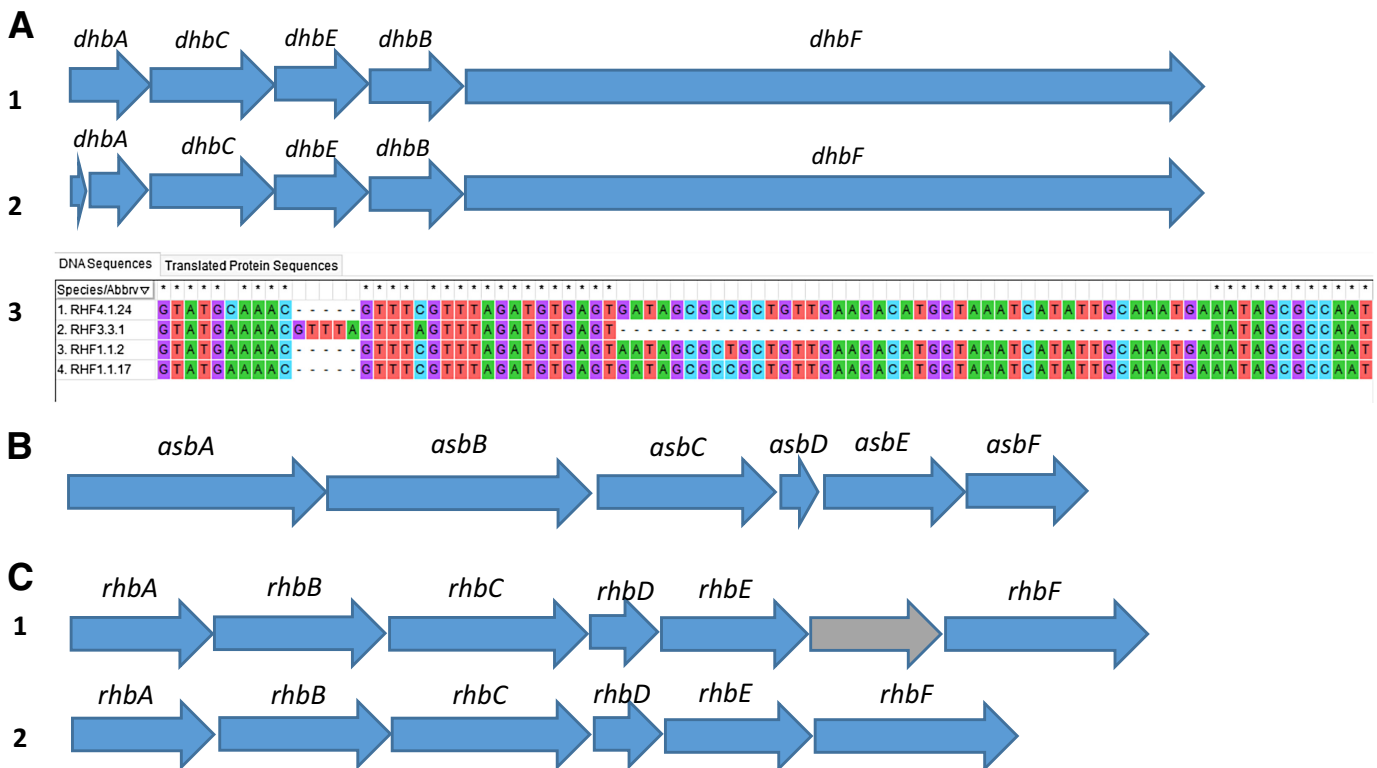 A
dhbA dhbC dhbE dhbB dhbF
1
dhbA dhbC dhbE dhbB dhbF
2
DNA Sequences Translated Protein Sequences
Species/Abbrv ▽ * * * * * * * * * * * * * * * * * * * * * * * * * * * * * * * * * * * * * * *
3
1. RHF4.1.24 GTATGCAAAC-----GTTTCGTTTAGATGTGAGTGATAGCGCCGCTGTTGAAGACATGGTAAATCATATTGCAAATGAAATAGCGCCAAT
2. RHF3.3.1 GTATGAAAACGTTTAGTTTAGTTTAGATGTGAGT--------------------------------------------AATAGCGCCAAT
3. RHF1.1.2 GTATGAAAAC-----GTTTCGTTTAGATGTGAGTAATAGCGCTGCTGTTGAAGACATGGTAAATCATATTGCAAATGAAATAGCGCCAAT
4. RHF1.1.17 GTATGAAAAC-----GTTTCGTTTAGATGTGAGTGATAGCGCCGCTGTTGAAGACATGGTAAATCATATTGCAAATGAAATAGCGCCAAT
B
asbA asbB asbC asbD asbE asbF
C
rhbA rhbB rhbC rhbD rhbE rhbF
1
rhbA rhbB rhbC rhbD rhbE rhbF
2